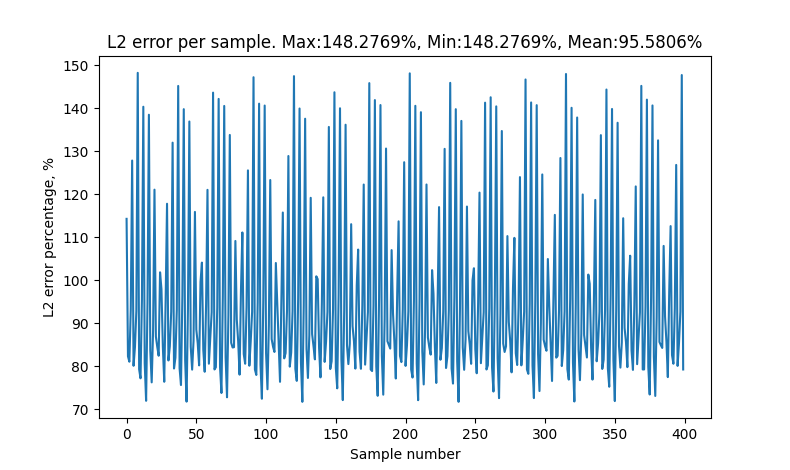 L2 error per sample. Max:148.2769%, Min:148.2769%, Mean:95.5806%
150
140
130
120
110
100
90
80
70
L2 error percentage, %
0 50 100 150 200 250 300 350 400
Sample number